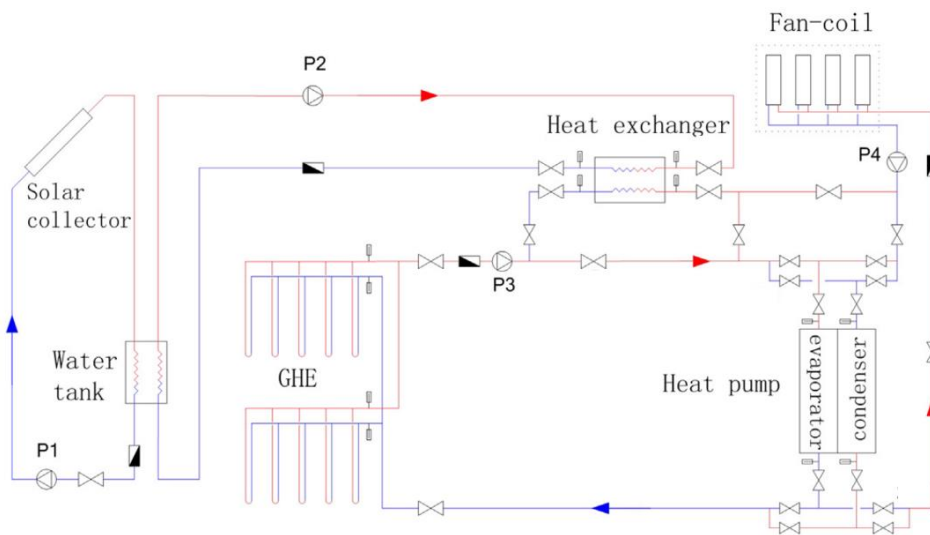 Fan-coil
P2
Heat exchanger
P4
Solar
collector
P3
Water
tank
GHE
Heat pump
evaporator
condenser
P1